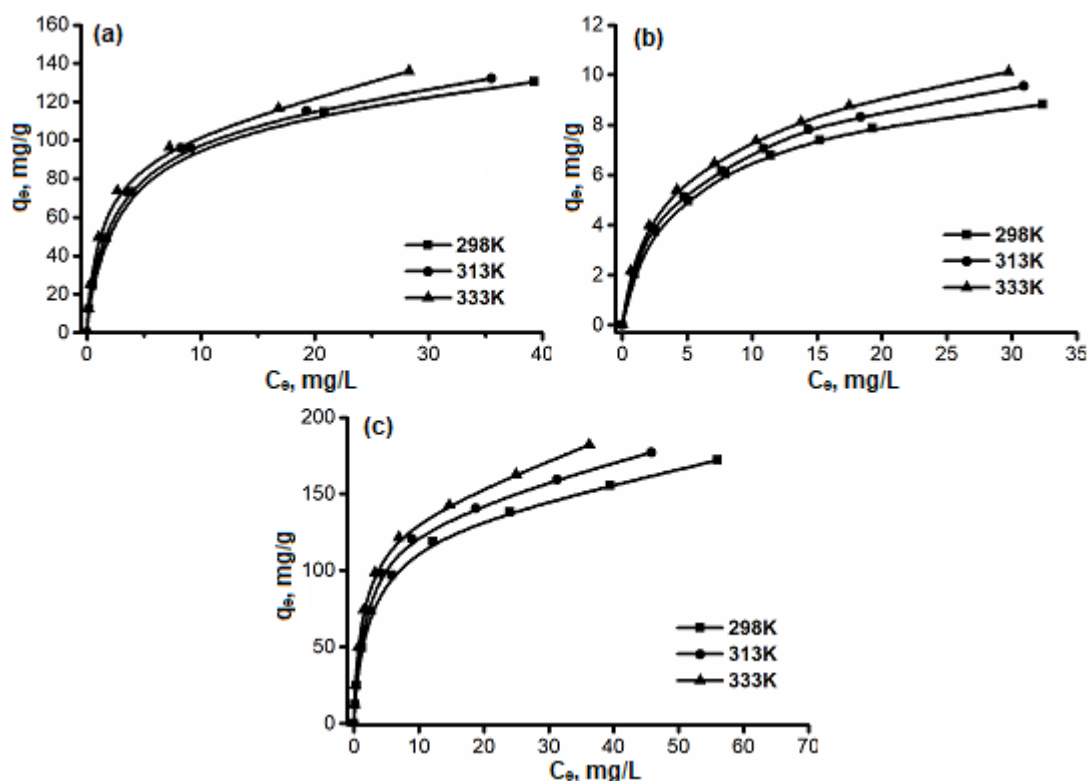 (a)
160
140
120
100
80
60
40
20
0
qe, mg/g
0 10 20 30 40
Ce, mg/L
298K
313K
333K
(b)
12
10
8
6
4
2
0
qe, mg/g
0 5 10 15 20 25 30 35
Ce, mg/L
298K
313K
333K
(c)
200
150
100
50
0
qe, mg/g
0 10 20 30 40 50 60 70
Ce, mg/L
298K
313K
333K